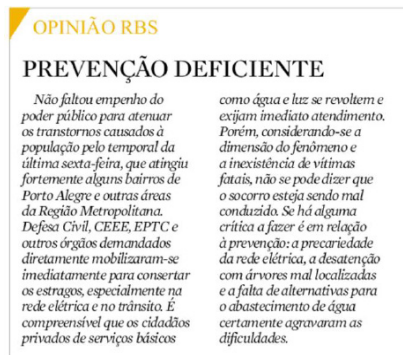 OPINIÃO RBS
PREVENÇÃO DEFICIENTE
Não faltou empenho do
poder público para atenuar
os transtornos causados à
população pelo temporal da
última sexta-feira, que atingiu
fortemente alguns bairros de
Porto Alegre e outras áreas
da Região Metropolitana.
Defesa Civil, CEEE, EPTC e
outros órgãos demandados
diretamente mobilizaram-se
imediatamente para consertar
os estragos, especialmente na
rede elétrica e no trânsito. É
compreensível que os cidadãos
privados de serviços básicos
como água e luz se revoltem e
exijam imediato atendimento.
Porém, considerando-se a
dimensão do fenômeno e
a inexistência de vítimas
fatais, não se pode dizer que
o socorro esteja sendo mal
conduzido. Se há alguma
crítica a fazer é em relação
à prevenção: a precariedade
da rede elétrica, a desatenção
com árvores mal localizadas
e a falta de alternativas para
o abastecimento de água
certamente agravaram as
dificuldades.